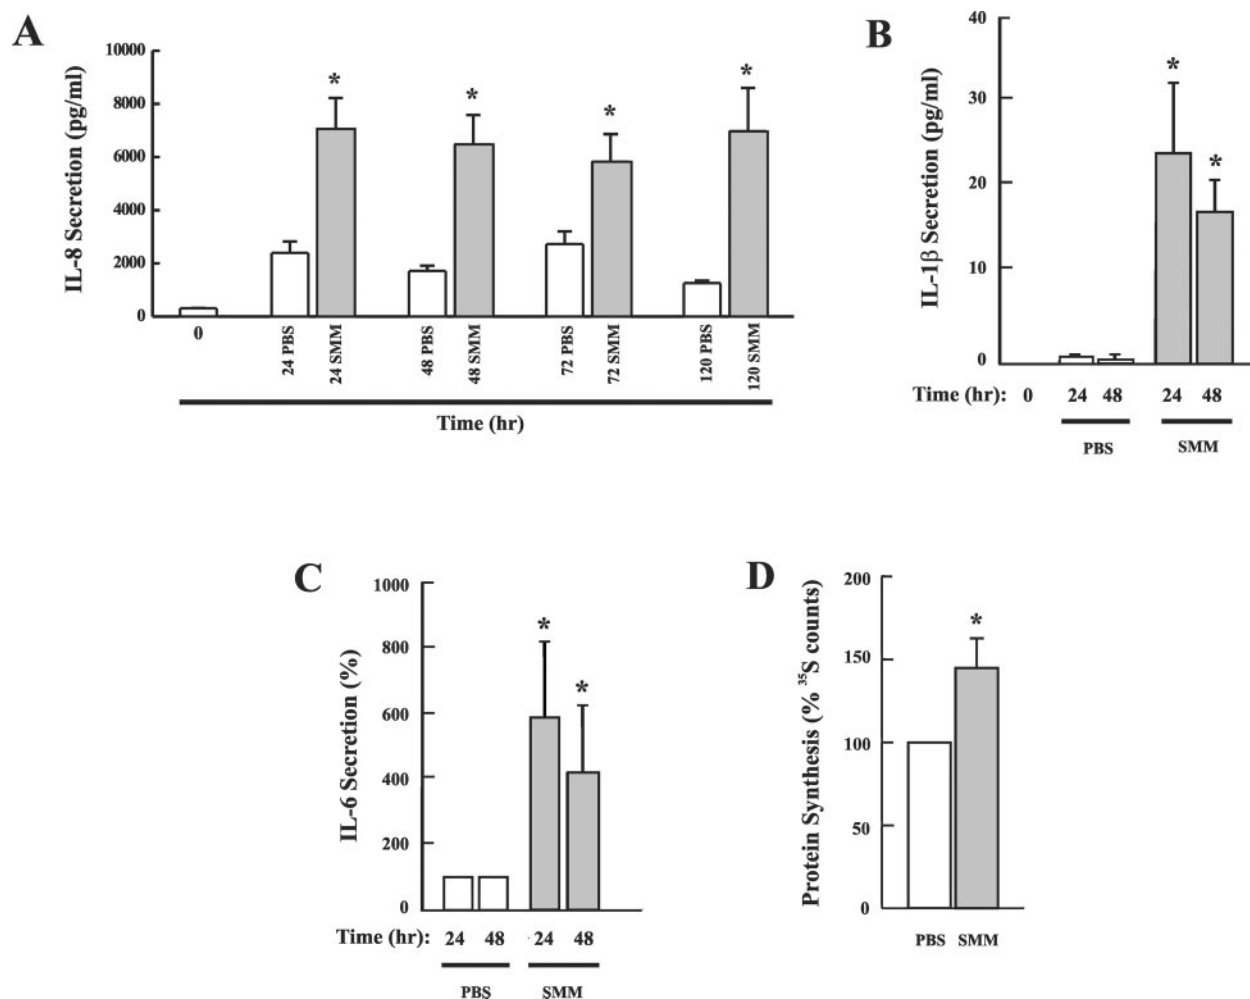 A
IL-8 Secretion (pg/ml)
10000
8000
6000
4000
2000
0
* * * *
0
24 PBS
24 SMM
48 PBS
48 SMM
72 PBS
72 SMM
120 PBS
120 SMM
Time (hr)
B
IL-1β Secretion (pg/ml)
40
30
20
10
0
* *
Time (hr): 0 24 48 24 48
PBS SMM
C
IL-6 Secretion (%)
1000
800
600
400
200
0
* *
Time (hr): 24 48 24 48
PBS SMM
D
Protein Synthesis (% ³⁵S counts)
200
150
100
50
0
*
PBS SMM